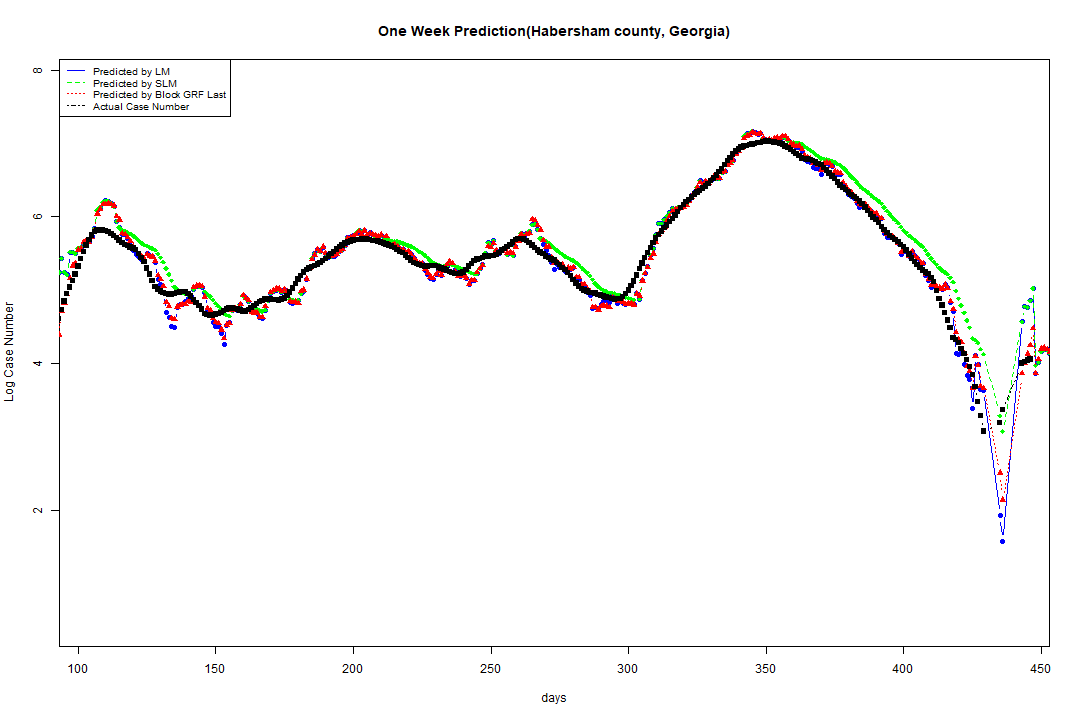 One Week Prediction(Habersham county, Georgia)
Predicted by LM
Predicted by SLM
Predicted by Block GRF Last
Actual Case Number
8
6
4
2
Log Case Number
100 150 200 250 300 350 400 450
days